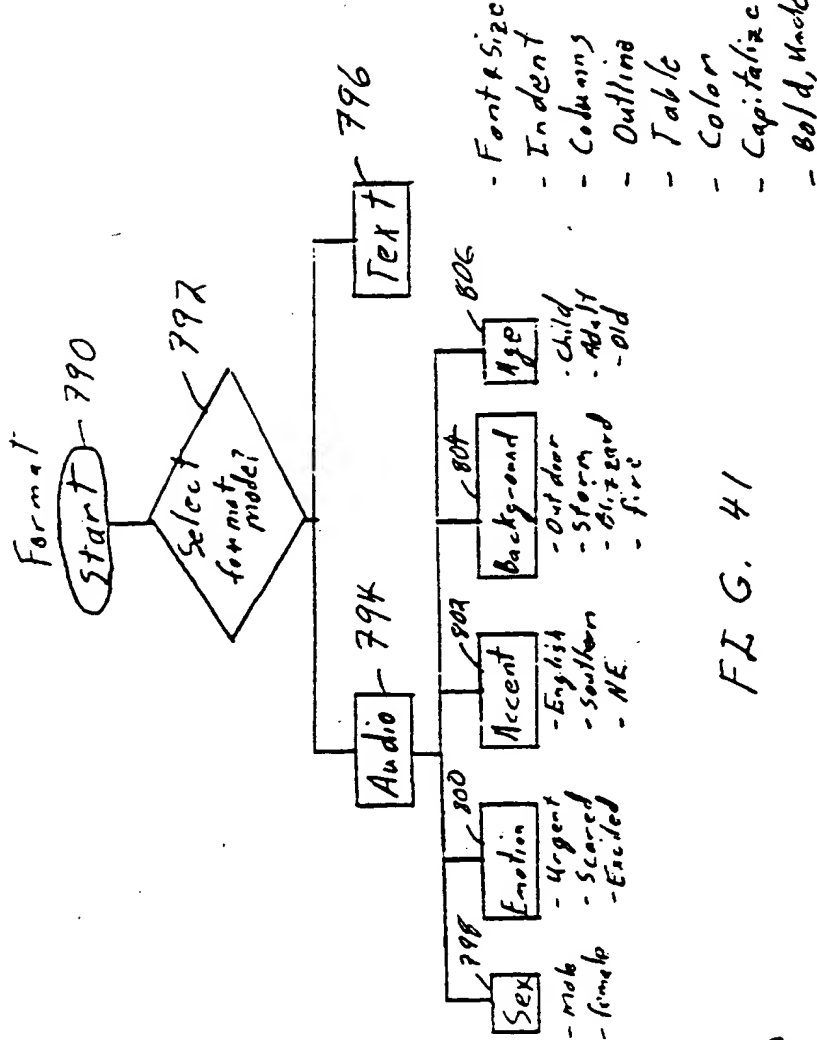 Format
Start
790
Select
format
mode?
792
Audio
794
Text
796
Sex
798
- male
- female
Emotion
800
- Urgent
- Scared
- Excited
Accent
802
- English
- Southern
- NE
Background
804
- Outdoor
- Storm
- Blizzard
- fire
Age
806
- Child
- Adult
- Old
- Font & Size
- Indent
- Columns
- Outline
- Table
- Color
- Capitalize
- Bold,
FIG. 41